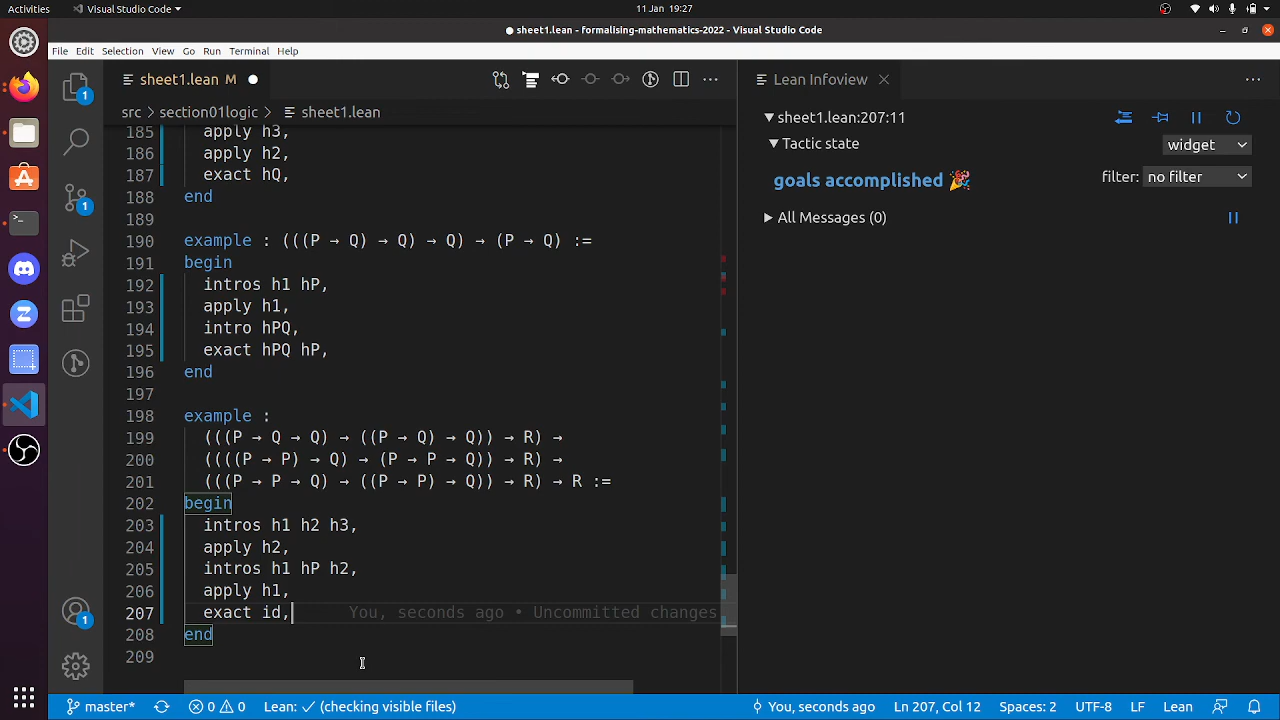 Activities
Visual Studio Code
11 Jan 19:27
sheet1.lean - formalising-mathematics-2022 - Visual Studio Code
File Edit Selection View Go Run Terminal Help
sheet1.lean M
Lean Infoview
src > section01logic > sheet1.lean
sheet1.lean:207:11
Tactic state
widget
goals accomplished 🎉
filter: no filter
All Messages (0)
185 apply h3,
186 apply h2,
187 exact hQ,
188 end
189
190 example : (((P → Q) → Q) → Q) → (P → Q) :=
191 begin
192 intros h1 hP,
193 apply h1,
194 intro hPQ,
195 exact hPQ hP,
196 end
197
198 example :
199 (((P → Q → Q) → ((P → Q) → Q)) → R) →
200 ((((P → P) → Q) → (P → P → Q)) → R) →
201 (((P → P → Q) → ((P → P) → Q)) → R) → R :=
202 begin
203 intros h1 h2 h3,
204 apply h2,
205 intros h1 hP h2,
206 apply h1,
207 exact id, You, seconds ago • Uncommitted changes
208 end
209
1
1
1
master* 0 0 Lean: ✓ (checking visible files) You, seconds ago Ln 207, Col 12 Spaces: 2 UTF-8 LF Lean